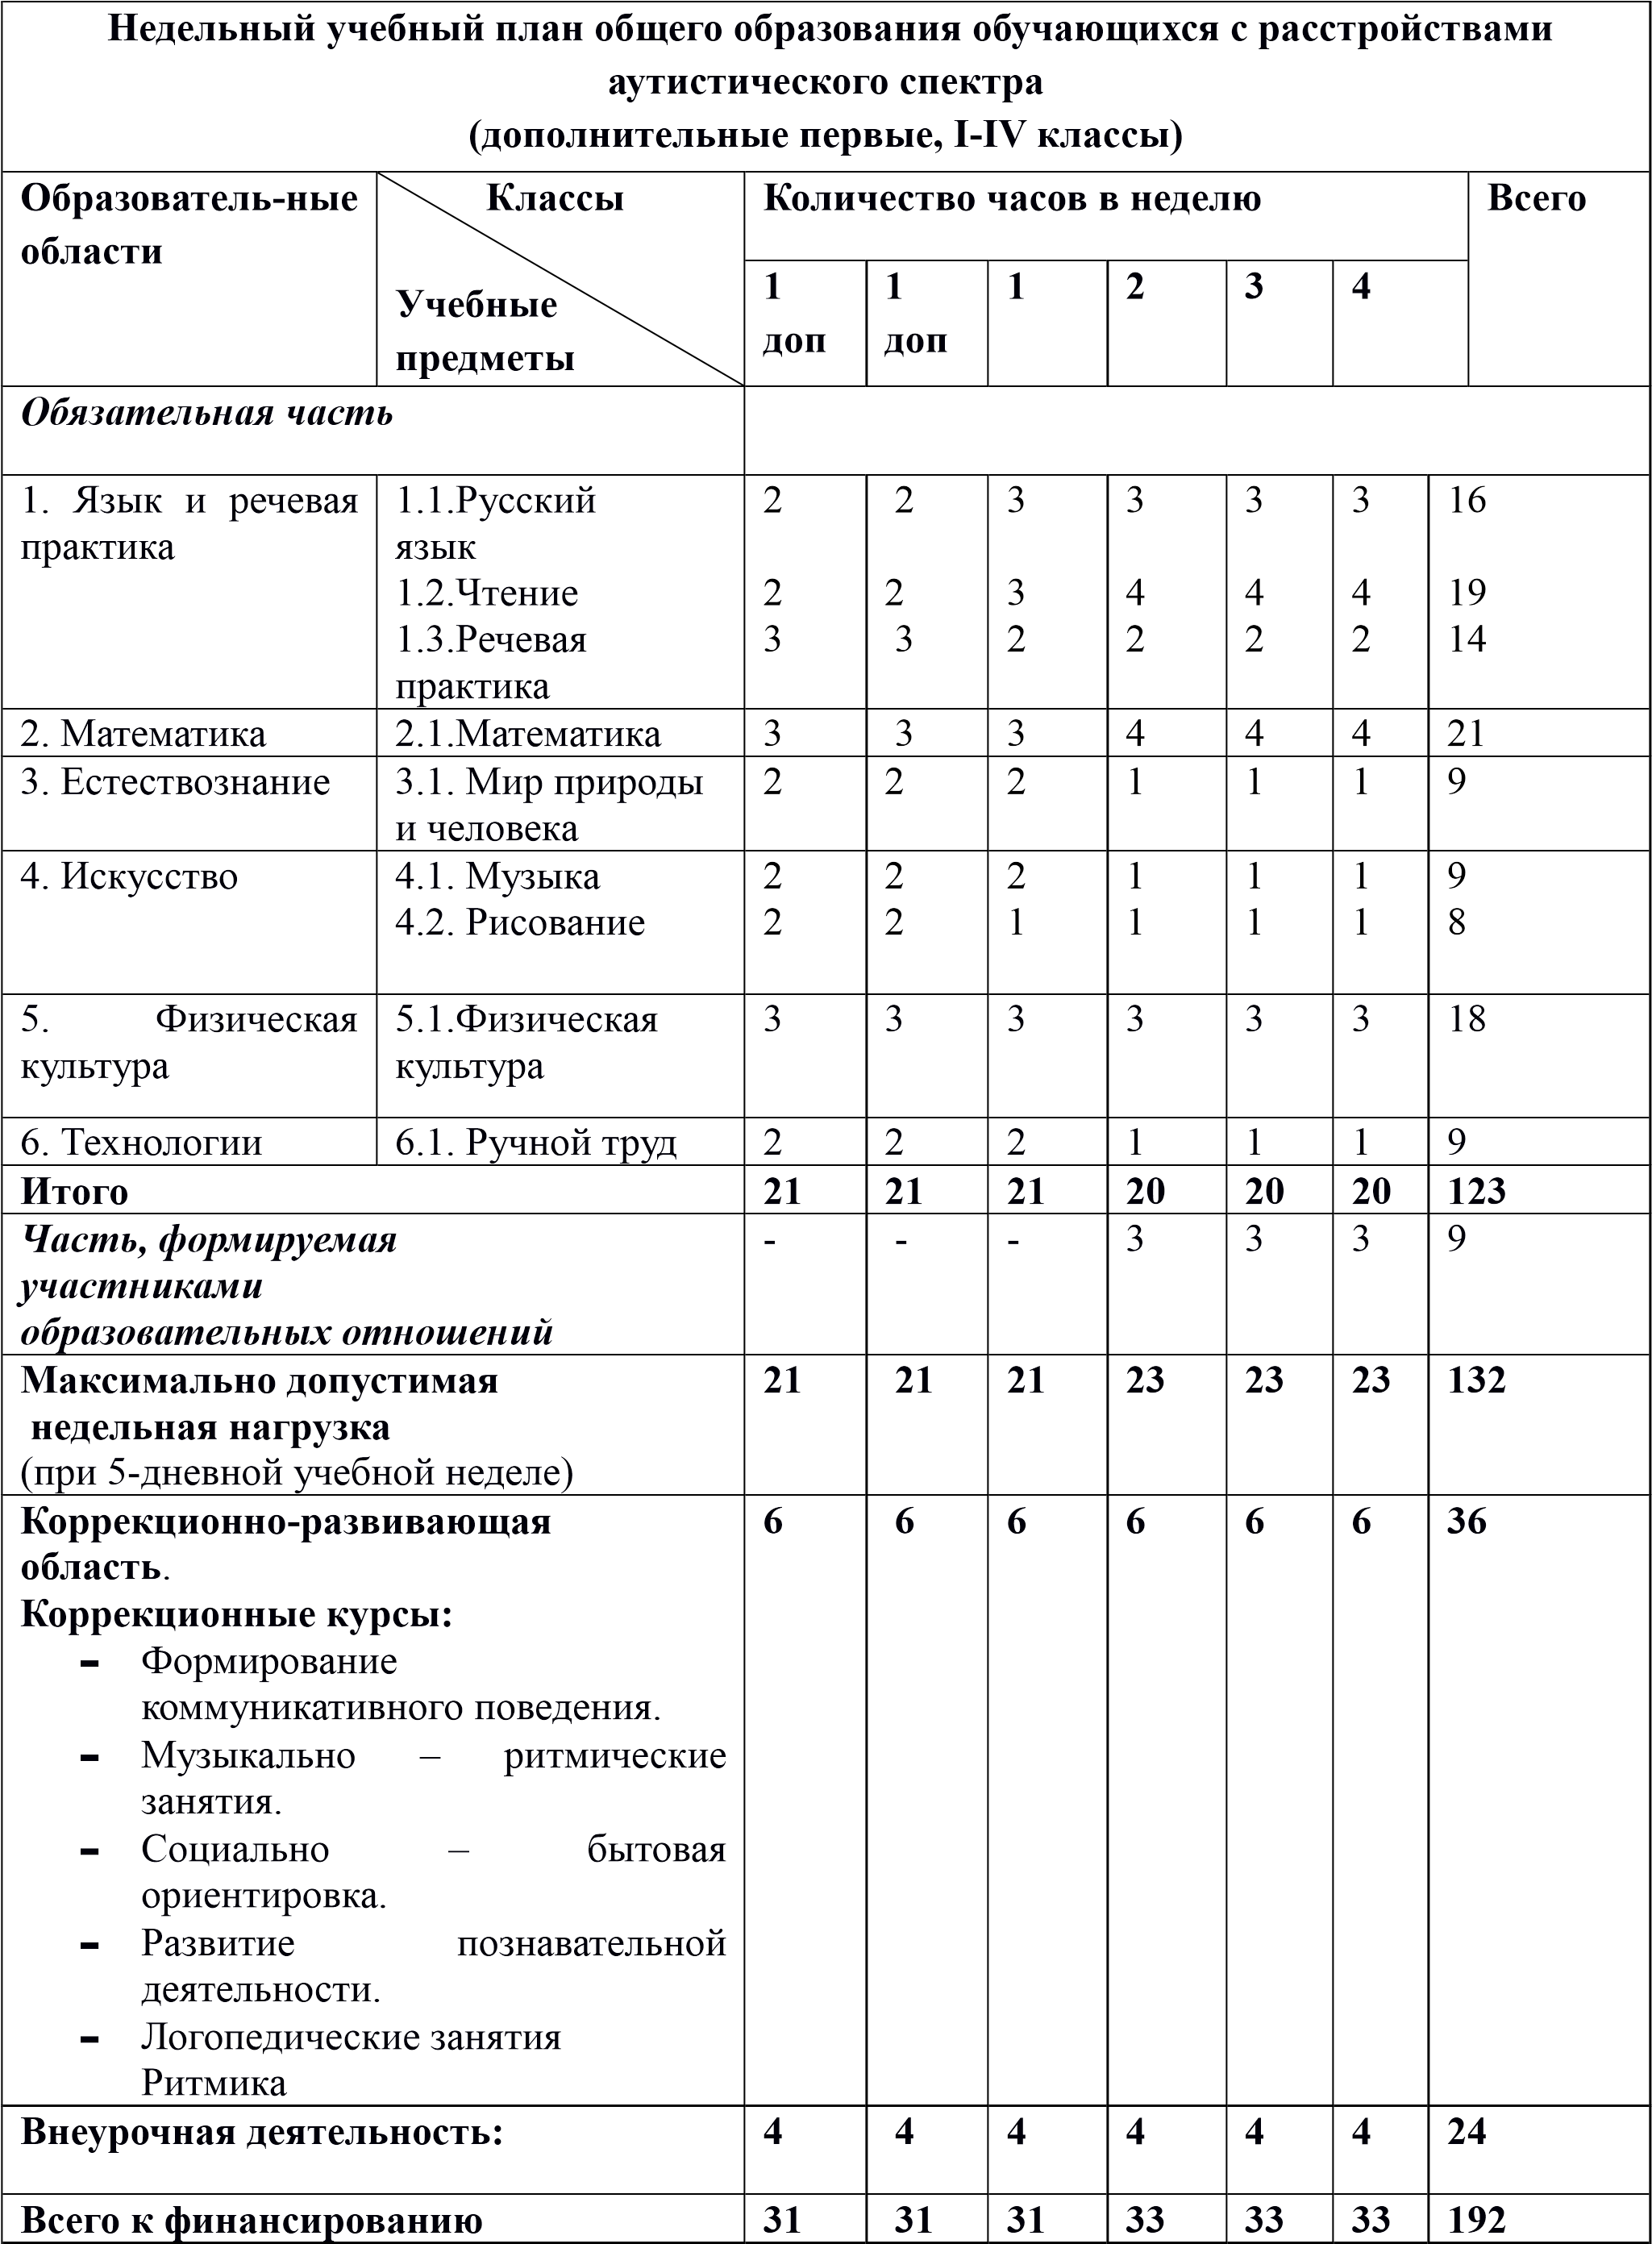 Недельный учебный план общего образования обучающихся с расстройствами
аутистического спектра
(дополнительные первые, I-IV классы)
Образователь-ные
области
Классы
Учебные
предметы
Количество часов в неделю
Всего
1
доп
1
доп
1
2
3
4
Обязательная часть
1. Язык и речевая
практика
1.1.Русский
язык
2 2 3 3 3 3 16
1.2.Чтение
2 2 3 4 4 4 19
1.3.Речевая
практика
3 3 2 2 2 2 14
2. Математика 2.1.Математика 3 3 3 4 4 4 21
3. Естествознание
3.1. Мир природы
и человека
2 2 2 1 1 1 9
4. Искусство
4.1. Музыка 2 2 2 1 1 1 9
4.2. Рисование 2 2 1 1 1 1 8
5. Физическая
культура
5.1.Физическая
культура
3 3 3 3 3 3 18
6. Технологии 6.1. Ручной труд 2 2 2 1 1 1 9
Итого 21 21 21 20 20 20 123
Часть, формируемая
участниками
образовательных отношений
- - - 3 3 3 9
Максимально допустимая
недельная нагрузка
(при 5-дневной учебной неделе)
21 21 21 23 23 23 132
Коррекционно-развивающая
область.
6 6 6 6 6 6 36
Коррекционные курсы:
- Формирование
коммуникативного поведения.
- Музыкально – ритмические
занятия.
- Социально – бытовая
ориентировка.
- Развитие познавательной
деятельности.
- Логопедические занятия
Ритмика
Внеурочная деятельность: 4 4 4 4 4 4 24
Всего к финансированию 31 31 31 33 33 33 192